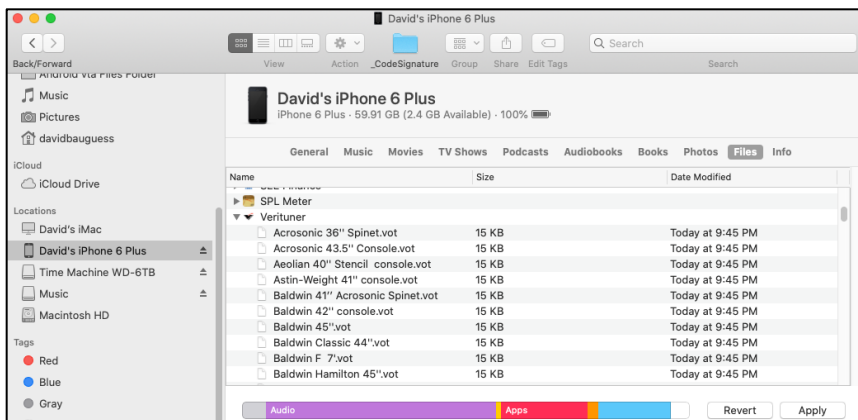 David's iPhone 6 Plus
Search
Back/Forward View Action _CodeSignature Group Share Edit Tags Search
Android vta Files Folder
Music
Pictures
davidbauguess
iCloud
iCloud Drive
Locations
David's iMac
David's iPhone 6 Plus
Time Machine WD-6TB
Music
Macintosh HD
Tags
Red
Blue
Gray
David's iPhone 6 Plus
iPhone 6 Plus · 59.91 GB (2.4 GB Available) · 100%
General Music Movies TV Shows Podcasts Audiobooks Books Photos Files Info
Name Size Date Modified
SPL Meter
Verituner
Acrosonic 36'' Spinet.vot 15 KB Today at 9:45 PM
Acrosonic 43.5'' Console.vot 15 KB Today at 9:45 PM
Aeolian 40'' Stencil console.vot 15 KB Today at 9:45 PM
Astin-Weight 41'' console.vot 15 KB Today at 9:45 PM
Baldwin 41'' Acrosonic Spinet.vot 15 KB Today at 9:45 PM
Baldwin 42'' console.vot 15 KB Today at 9:45 PM
Baldwin 45''.vot 15 KB Today at 9:45 PM
Baldwin Classic 44''.vot 15 KB Today at 9:45 PM
Baldwin F 7'.vot 15 KB Today at 9:45 PM
Baldwin Hamilton 45''.vot 15 KB Today at 9:45 PM
Audio Apps Revert Apply